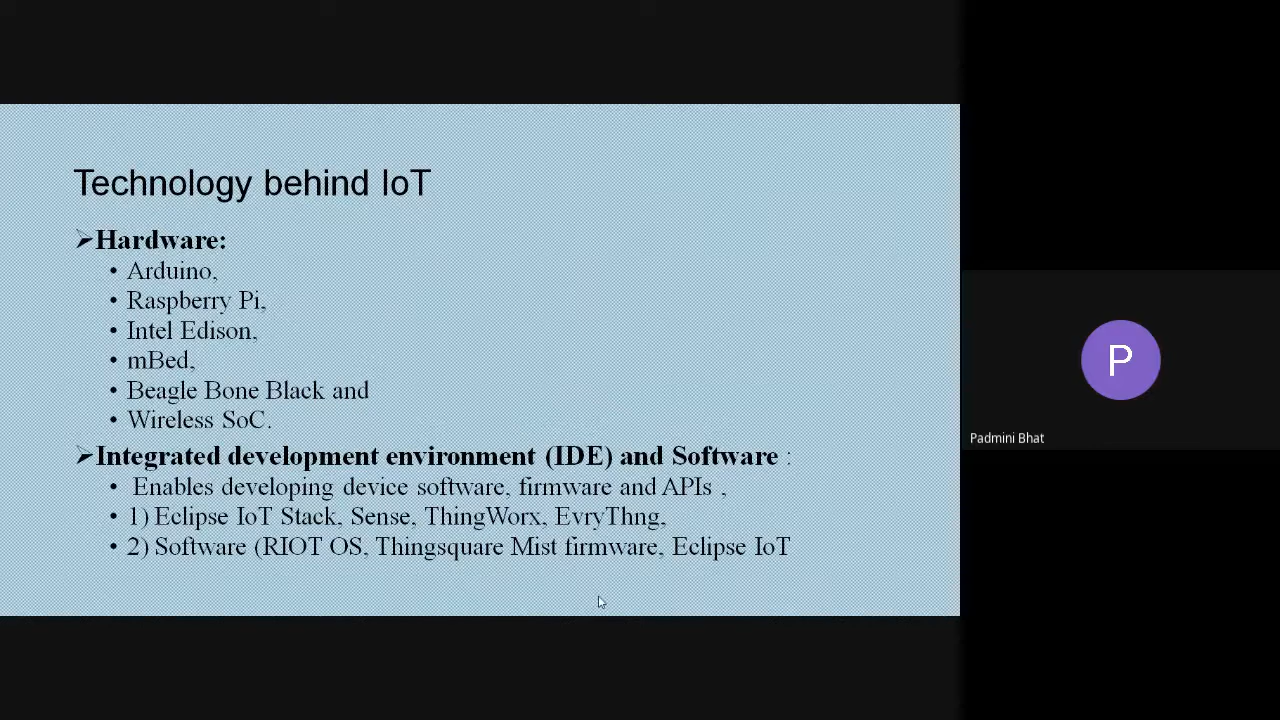 Technology behind IoT
➢Hardware:
• Arduino,
• Raspberry Pi,
• Intel Edison,
• mBed,
• Beagle Bone Black and
• Wireless SoC.
➢Integrated development environment (IDE) and Software :
• Enables developing device software, firmware and APIs ,
• 1) Eclipse IoT Stack, Sense, ThingWorx, EvryThng,
• 2) Software (RIOT OS, Thingsquare Mist firmware, Eclipse IoT
P
Padmini Bhat